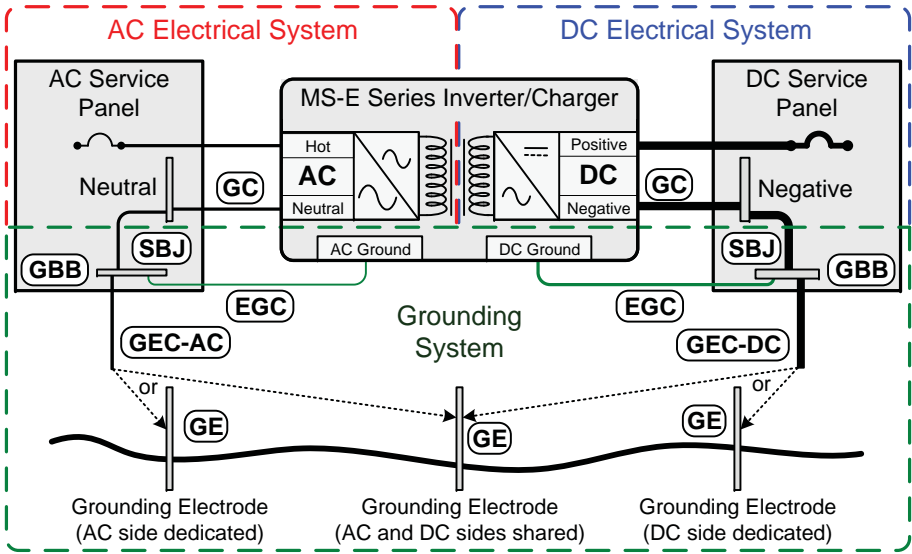 AC Electrical System
DC Electrical System
AC Service
Panel
MS-E Series Inverter/Charger
DC Service
Panel
Hot
AC
Neutral
Positive
DC
Negative
Neutral
GC
GC
Negative
SBJ
AC Ground
DC Ground
SBJ
GBB
GBB
EGC
EGC
Grounding
System
GEC-AC
GEC-DC
or
or
GE
GE
GE
Grounding Electrode
(AC side dedicated)
Grounding Electrode
(AC and DC sides shared)
Grounding Electrode
(DC side dedicated)